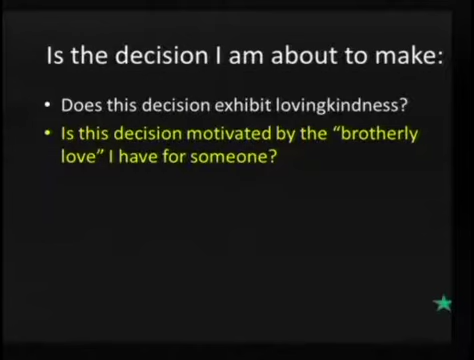 Is the decision I am about to make:
• Does this decision exhibit lovingkindness?
• Is this decision motivated by the “brotherly
love” I have for someone?